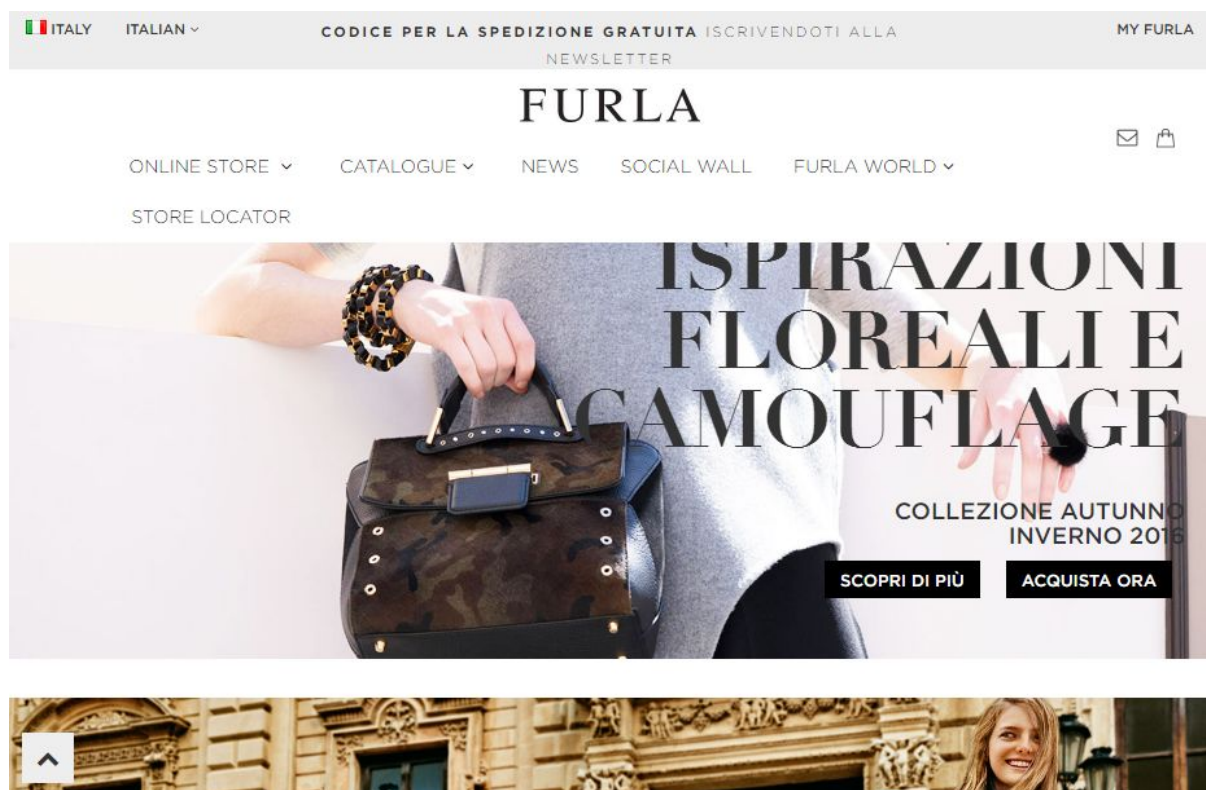 ITALY ITALIAN CODICE PER LA SPEDIZIONE GRATUITA ISCRIVENDOTI ALLA MY FURLA
NEWSLETTER
FURLA
ONLINE STORE CATALOGUE NEWS SOCIAL WALL FURLA WORLD
STORE LOCATOR
ISPIRAZIONI
FLOREALI E
CAMOUFLAGE
COLLEZIONE AUTUNNO
INVERNO 2016
SCOPRI DI PIÙ ACQUISTA ORA